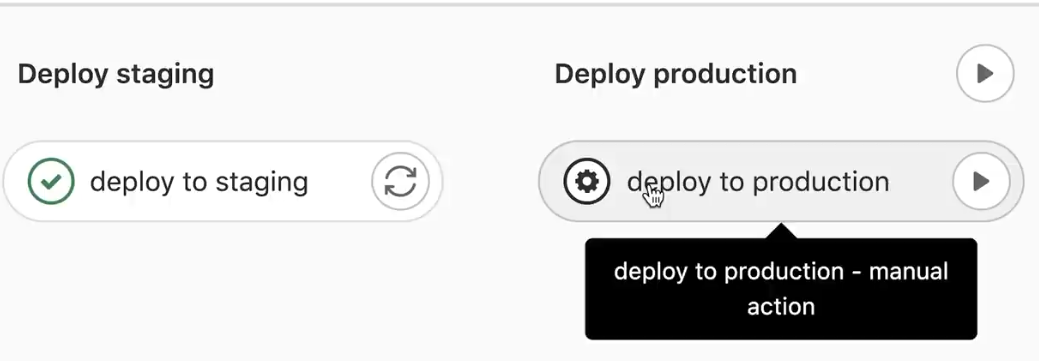 Deploy staging
Deploy production
deploy to staging
deploy to production
deploy to production - manual
action